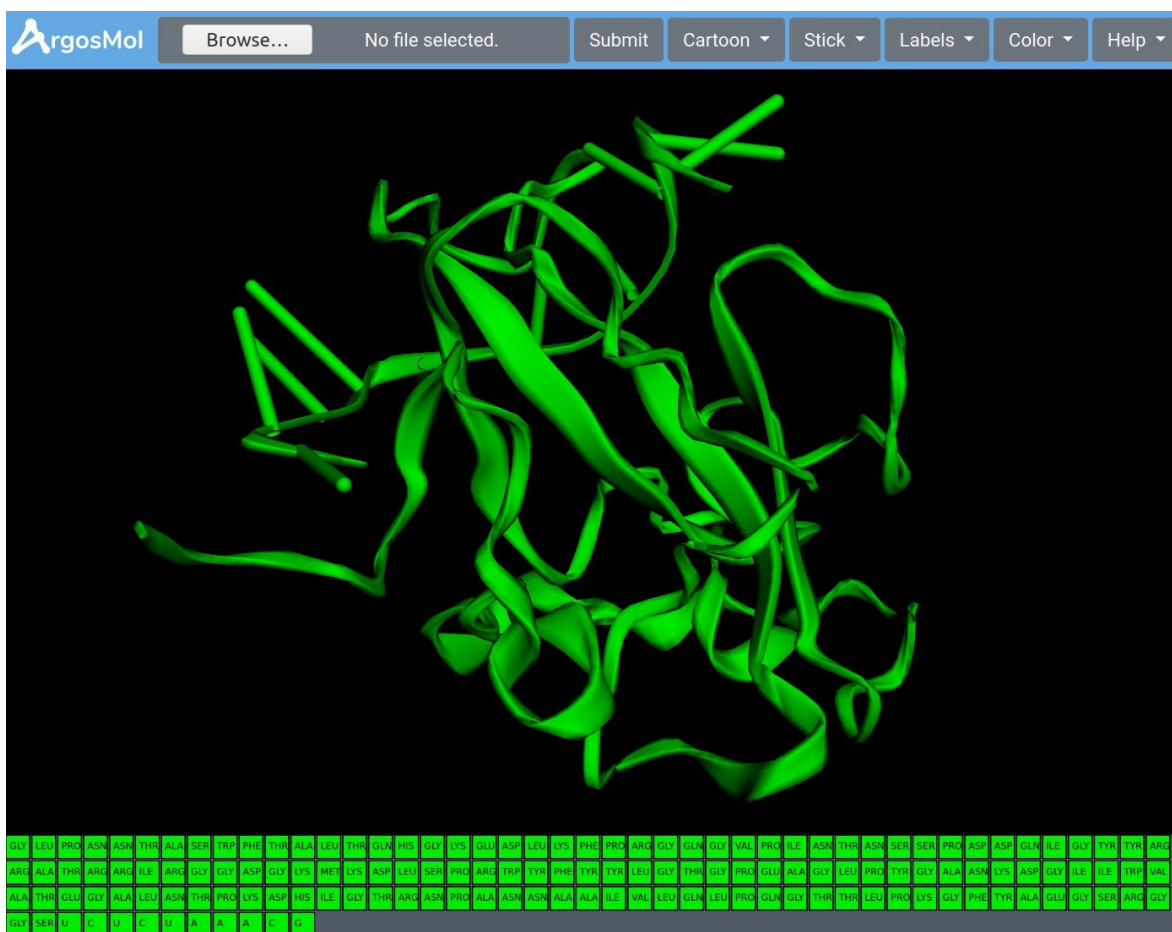 ArgosMol Browse... No file selected. Submit Cartoon Stick Labels Color Help
GLY LEU PRO ASN ASN THR ALA SER TRP PHE THR ALA LEU THR GLN HIS GLY LYS GLU ASP LEU LYS PHE PRO ARG GLY GLN GLY VAL PRO ILE ASN THR ASN SER SER PRO ASP ASP GLN ILE GLY TYR TYR ARG
ARG ALA THR ARG ARG ILE ARG GLY GLY ASP GLY LYS MET LYS ASP LEU SER PRO ARG TRP TYR PHE TYR TYR LEU GLY THR GLY PRO GLU ALA GLY LEU PRO TYR GLY ALA ASN LYS ASP GLY ILE ILE TRP VAL
ALA THR GLU GLY ALA LEU ASN THR PRO LYS ASP HIS ILE GLY THR ARG ASN PRO ALA ASN ASN ALA ALA ILE VAL LEU GLN LEU PRO GLN GLY THR THR LEU PRO LYS GLY PHE TYR ALA GLU GLY SER ARG GLY
GLY SER U C U C U A A A C G